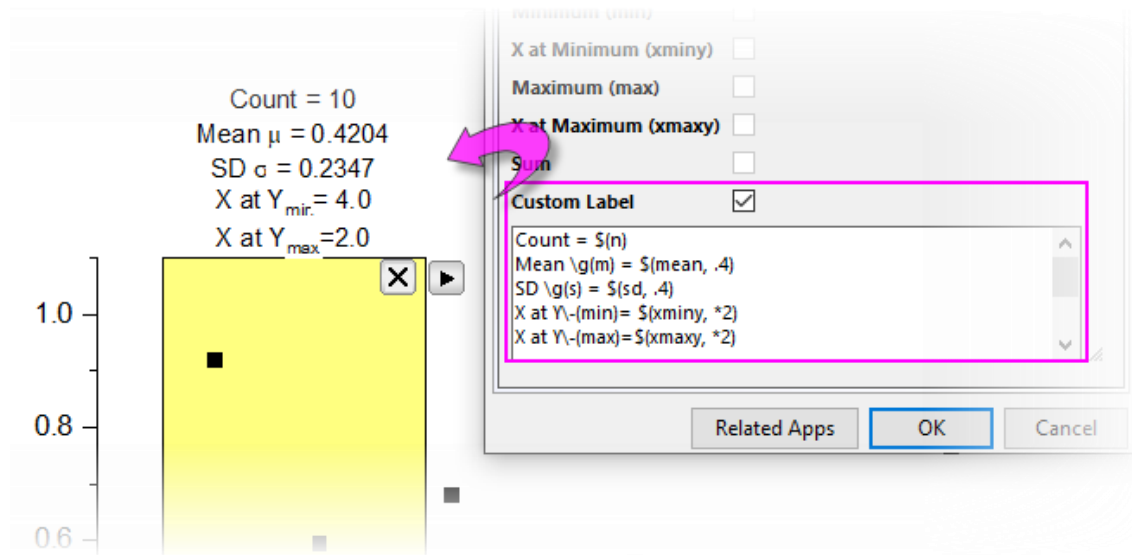 Count = 10
Mean μ = 0.4204
SD σ = 0.2347
X at Ymin.= 4.0
X at Ymax=2.0
1.0
0.8
0.6
Minimum (min)
X at Minimum (xminy)
Maximum (max)
X at Maximum (xmaxy)
Sum
Custom Label
Count = $(n)
Mean \g(m) = $(mean, .4)
SD \g(s) = $(sd, .4)
X at Y\-(min)= $(xminy, *2)
X at Y\-(max)=$(xmaxy, *2)
Related Apps
OK
Cancel